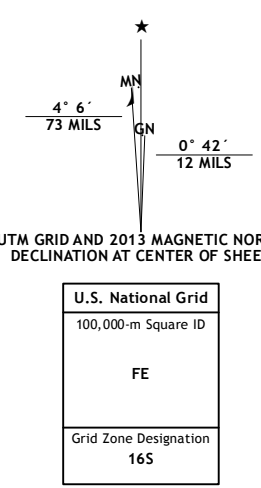 ★
MN
4° 6´
73 MILS
GN
0° 42´
12 MILS
UTM GRID AND 2013 MAGNETIC NOR
DECLINATION AT CENTER OF SHEE
U.S. National Grid
100,000-m Square ID
FE
Grid Zone Designation
16S